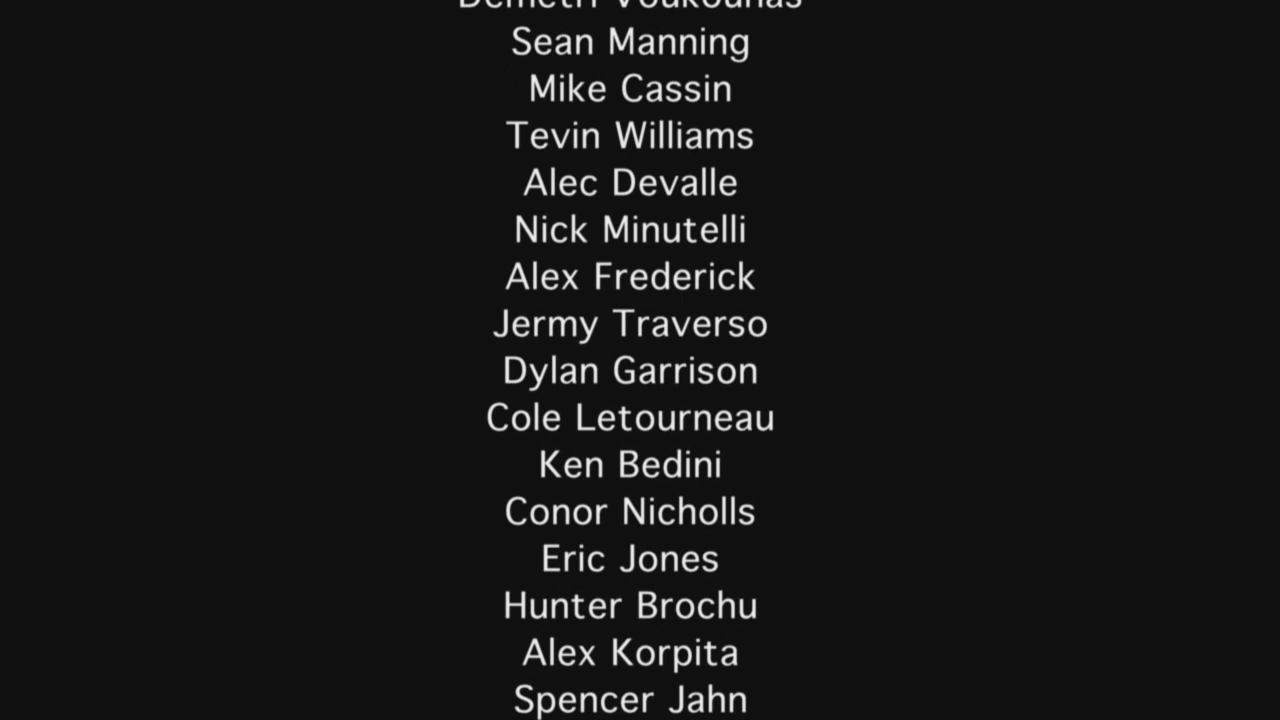 Sean Manning
Mike Cassin
Tevin Williams
Alec Devalle
Nick Minutelli
Alex Frederick
Jermy Traverso
Dylan Garrison
Cole Letourneau
Ken Bedini
Conor Nicholls
Eric Jones
Hunter Brochu
Alex Korpita
Spencer Jahn